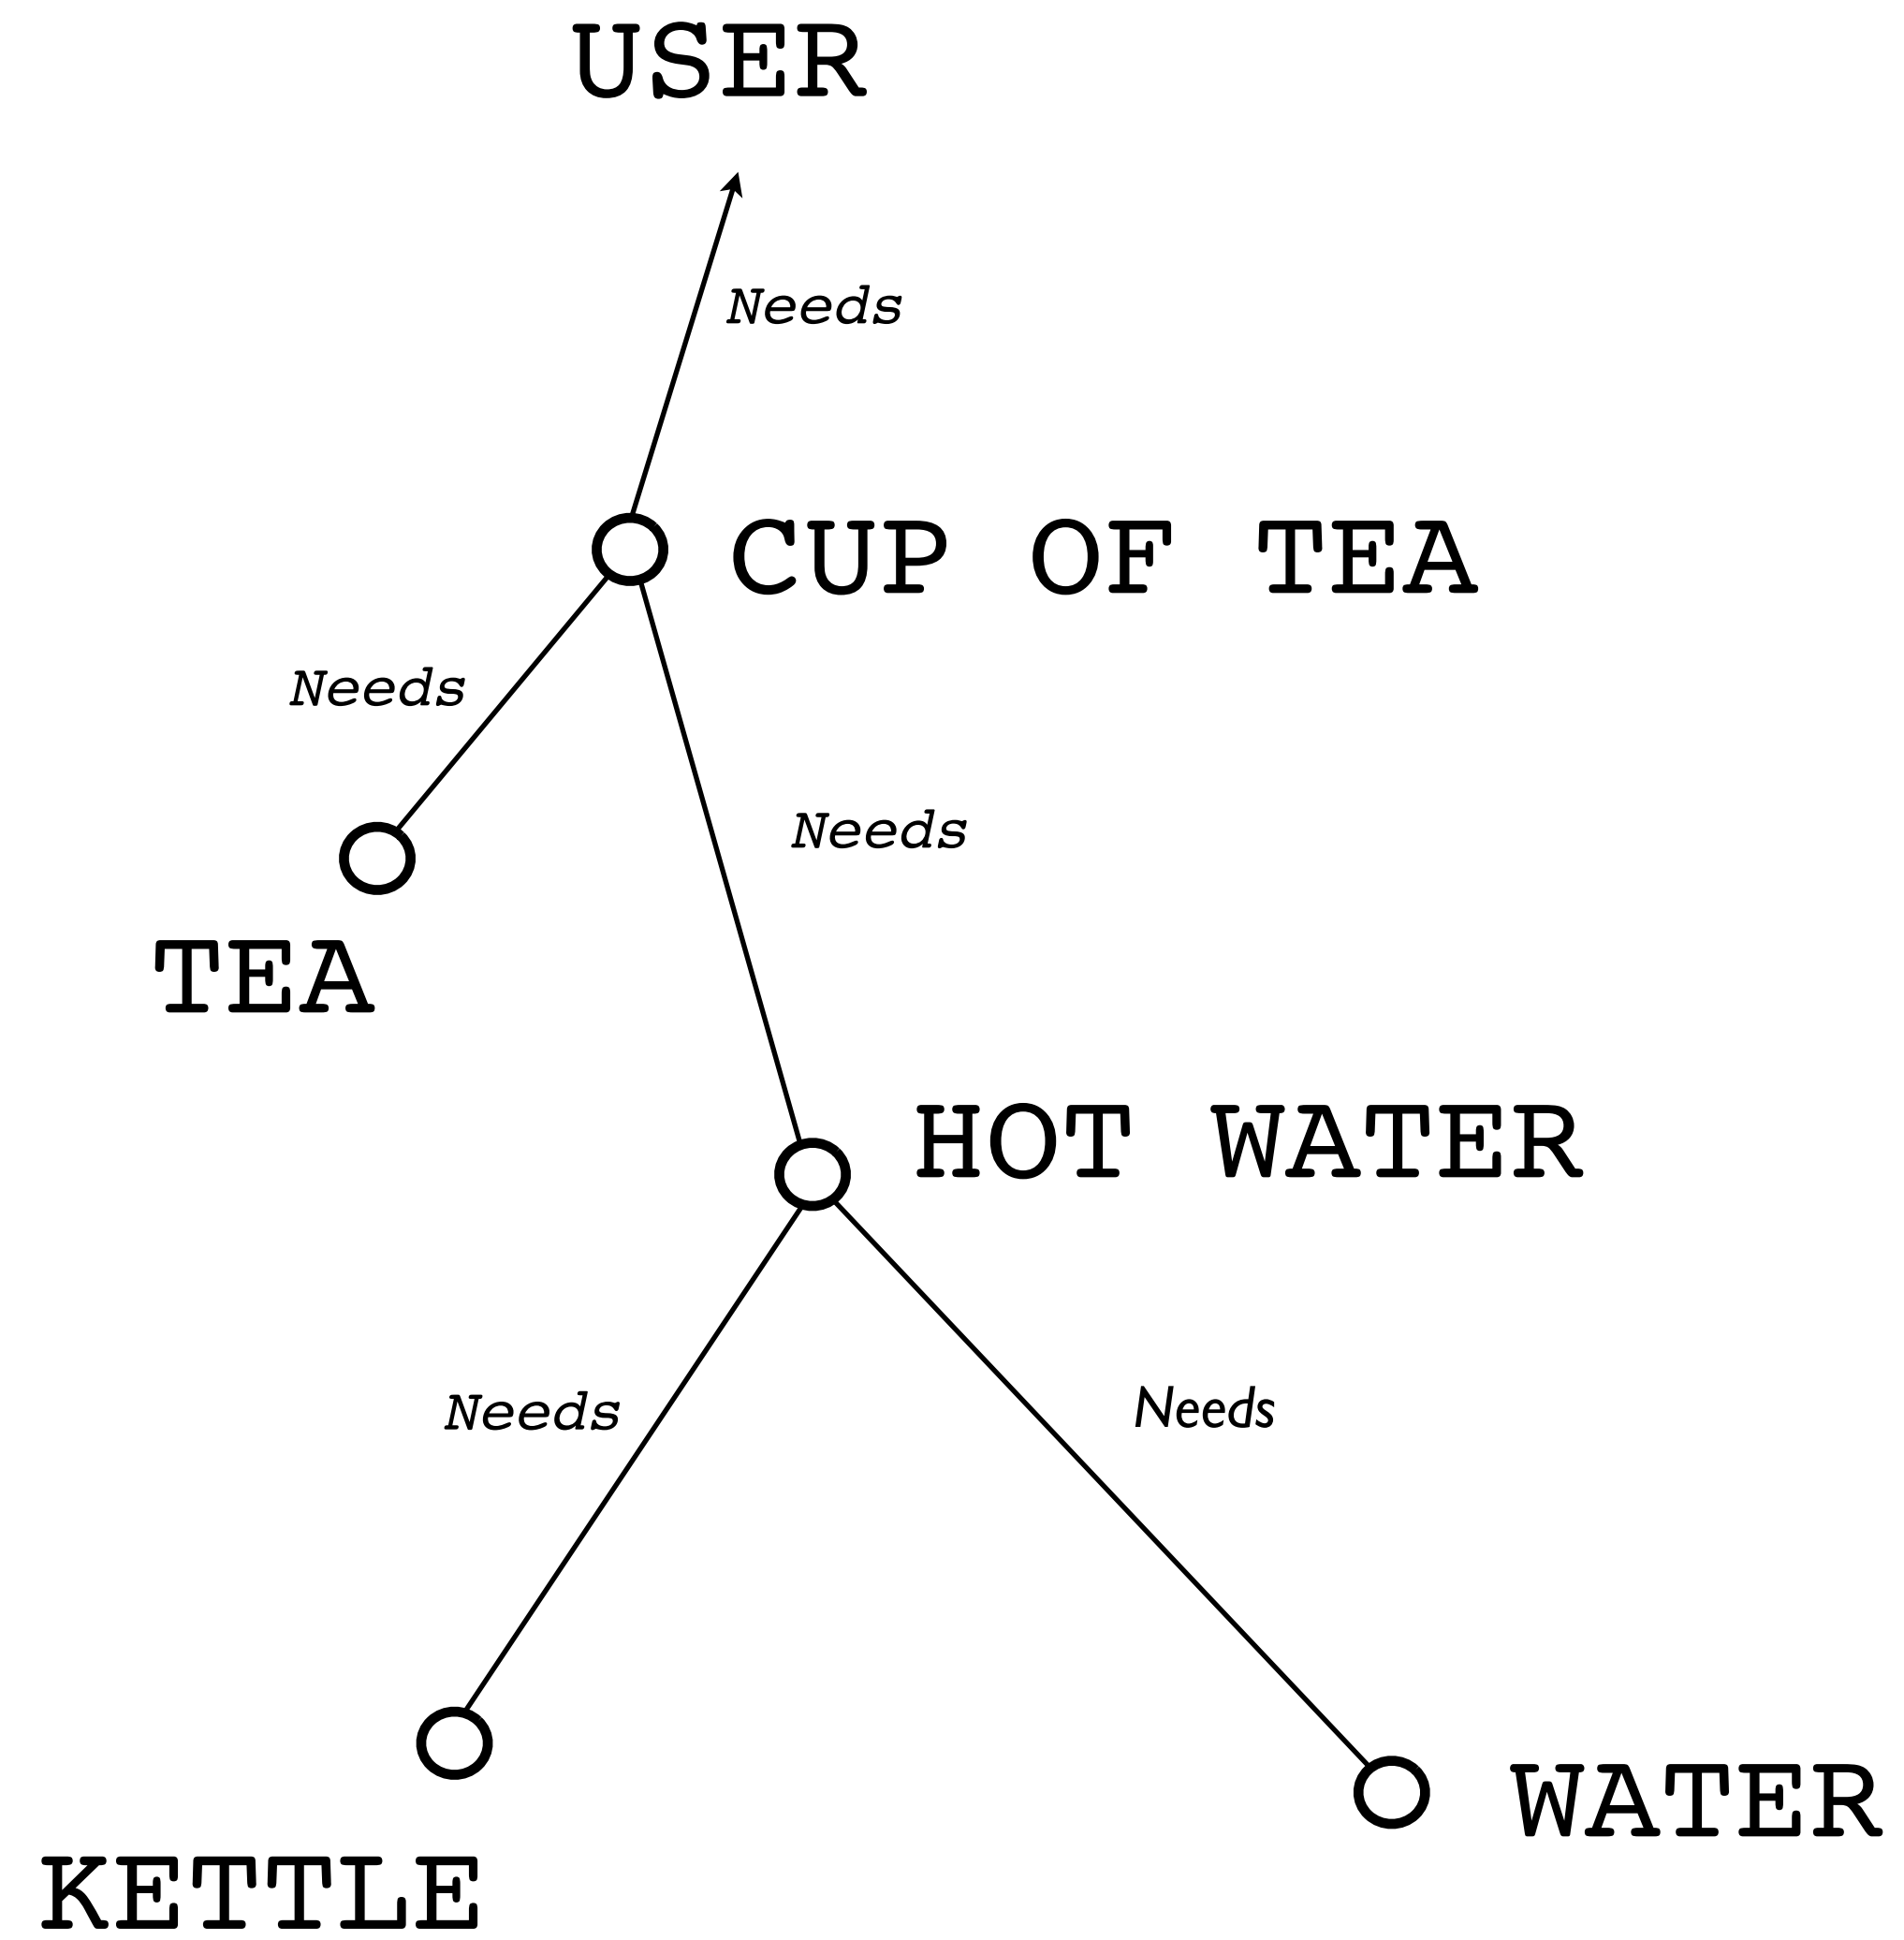 USER
Needs
CUP OF TEA
Needs
Needs
TEA
HOT WATER
Needs
Needs
WATER
KETTLE